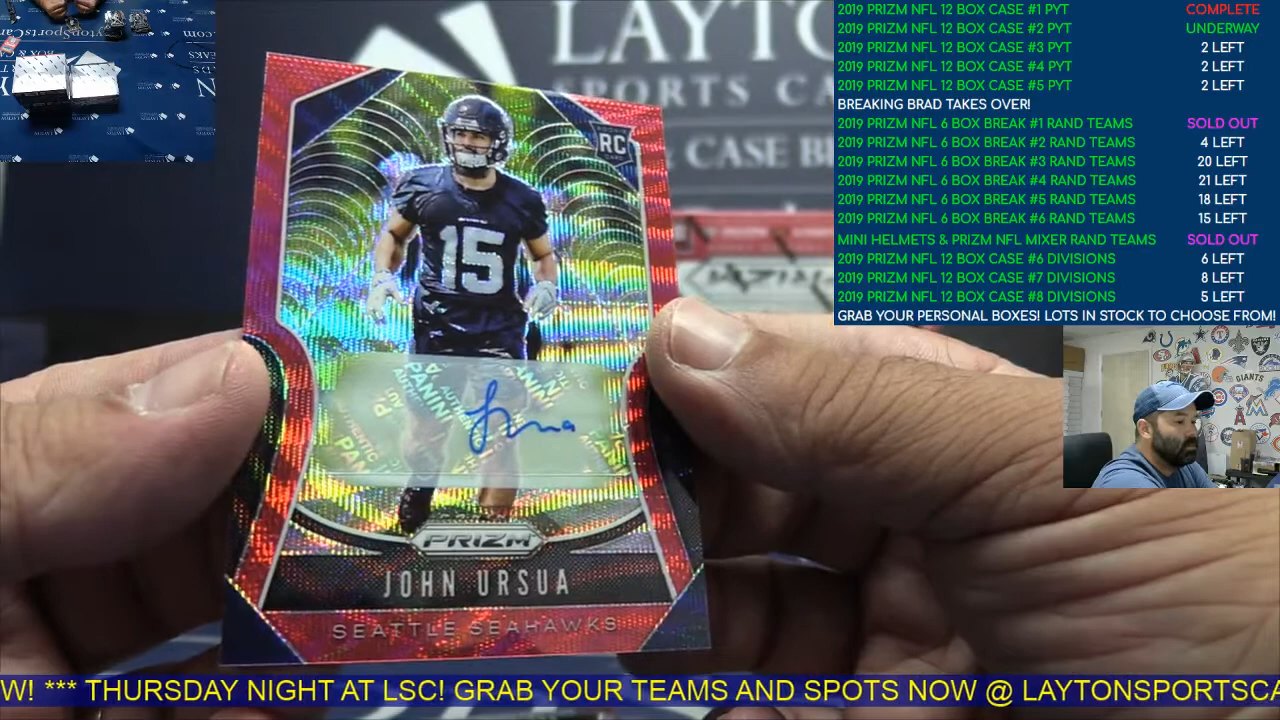 2019 PRIZM NFL 12 BOX CASE #1 PYT COMPLETE
2019 PRIZM NFL 12 BOX CASE #2 PYT UNDERWAY
2019 PRIZM NFL 12 BOX CASE #3 PYT 2 LEFT
2019 PRIZM NFL 12 BOX CASE #4 PYT 2 LEFT
2019 PRIZM NFL 12 BOX CASE #5 PYT 2 LEFT
BREAKING BRAD TAKES OVER!
2019 PRIZM NFL 6 BOX BREAK #1 RAND TEAMS SOLD OUT
2019 PRIZM NFL 6 BOX BREAK #2 RAND TEAMS 4 LEFT
2019 PRIZM NFL 6 BOX BREAK #3 RAND TEAMS 20 LEFT
2019 PRIZM NFL 6 BOX BREAK #4 RAND TEAMS 21 LEFT
2019 PRIZM NFL 6 BOX BREAK #5 RAND TEAMS 18 LEFT
2019 PRIZM NFL 6 BOX BREAK #6 RAND TEAMS 15 LEFT
MINI HELMETS & PRIZM NFL MIXER RAND TEAMS SOLD OUT
2019 PRIZM NFL 12 BOX CASE #6 DIVISIONS 6 LEFT
2019 PRIZM NFL 12 BOX CASE #7 DIVISIONS 8 LEFT
2019 PRIZM NFL 12 BOX CASE #8 DIVISIONS 5 LEFT
GRAB YOUR PERSONAL BOXES! LOTS IN STOCK TO CHOOSE FROM!
LAYTON
SPORTS CA
CASE B
RC
15
PANINI
PANINI
PRIZM
JOHN URSUA
SEATTLE SEAHAWKS
GIANTS
W! *** THURSDAY NIGHT AT LSC! GRAB YOUR TEAMS AND SPOTS NOW @ LAYTONSPORTSCA